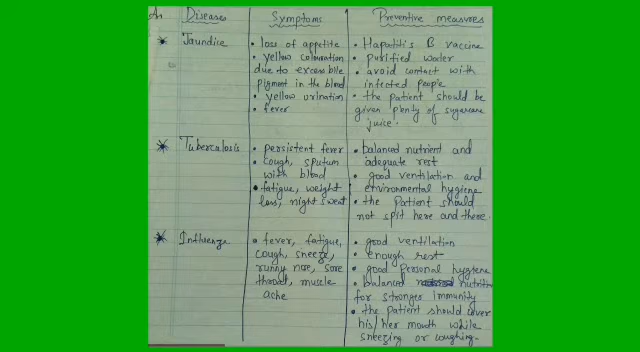 An Diseases Symptoms Preventive measures
* Jaundice • loss of appetite • Hapatitis B vaccine
• yellow colouration • purified water
due to excess bile • avoid contact with
pigment in the blood infected people
• yellow urination • the patient should be
• fever given plenty of sugarcane
juice.
* Tubercalosis • persistent fever • balanced nutrient and
• Cough, sputum adequate rest
with blood • good ventilation and
• fatigue, weight environmental hygiene
loss, night sweat • the patient should
not spit here and there.
* Influenza • fever, fatigue, • good ventilation
cough, sneeze, • enough rest
runny nose, sore • good personal hygiene
throat, muscle • balanced nutrition
ache for stronger immunity
• the patient should cover
his/her mouth while
sneezing or coughing.